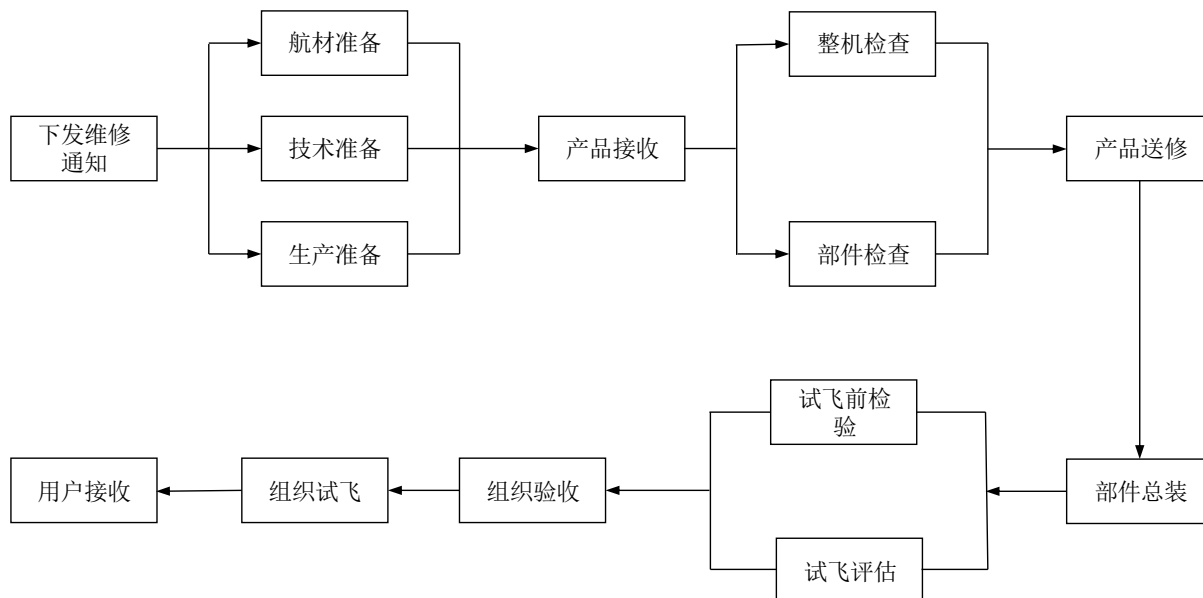 航材准备
整机检查
下发维修
通知
技术准备
产品接收
产品送修
生产准备
部件检查
试飞前检
验
用户接收
组织试飞
组织验收
部件总装
试飞评估